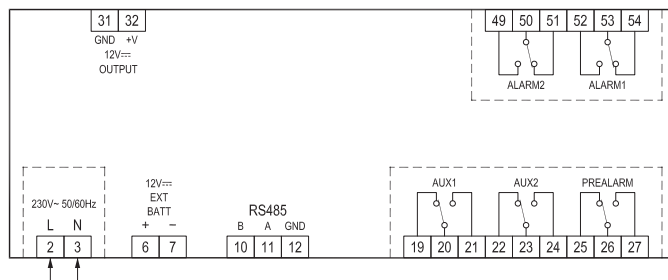 31 32
GND +V
12V⎓
OUTPUT
49 50 51 52 53 54
ALARM2 ALARM1
230V~ 50/60Hz
L N
2 3
12V⎓
EXT
BATT
+ −
6 7
RS485
B A GND
10 11 12
AUX1 AUX2 PREALARM
19 20 21 22 23 24 25 26 27